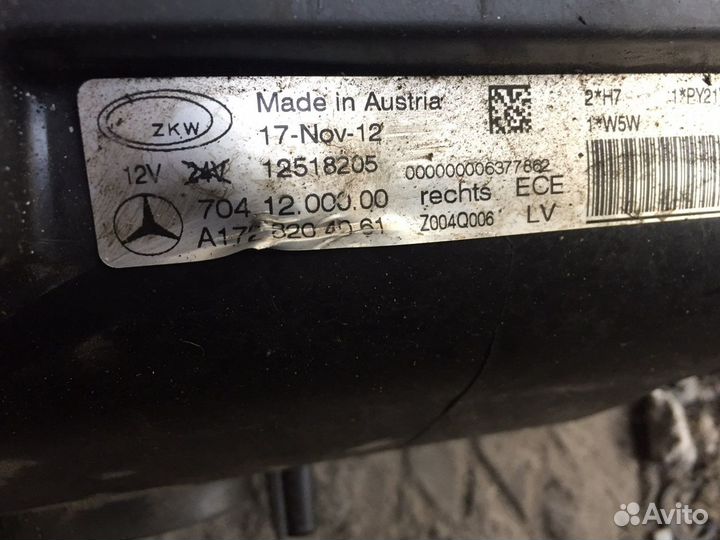 ZKW
Made in Austria
17-Nov-12
12V 24V 12518205
000000006377862
704 12.000.00 rechts ECE
A172 820 40 61 Z004Q006 LV
2*H7 1*PY21
1*W5W
Avito